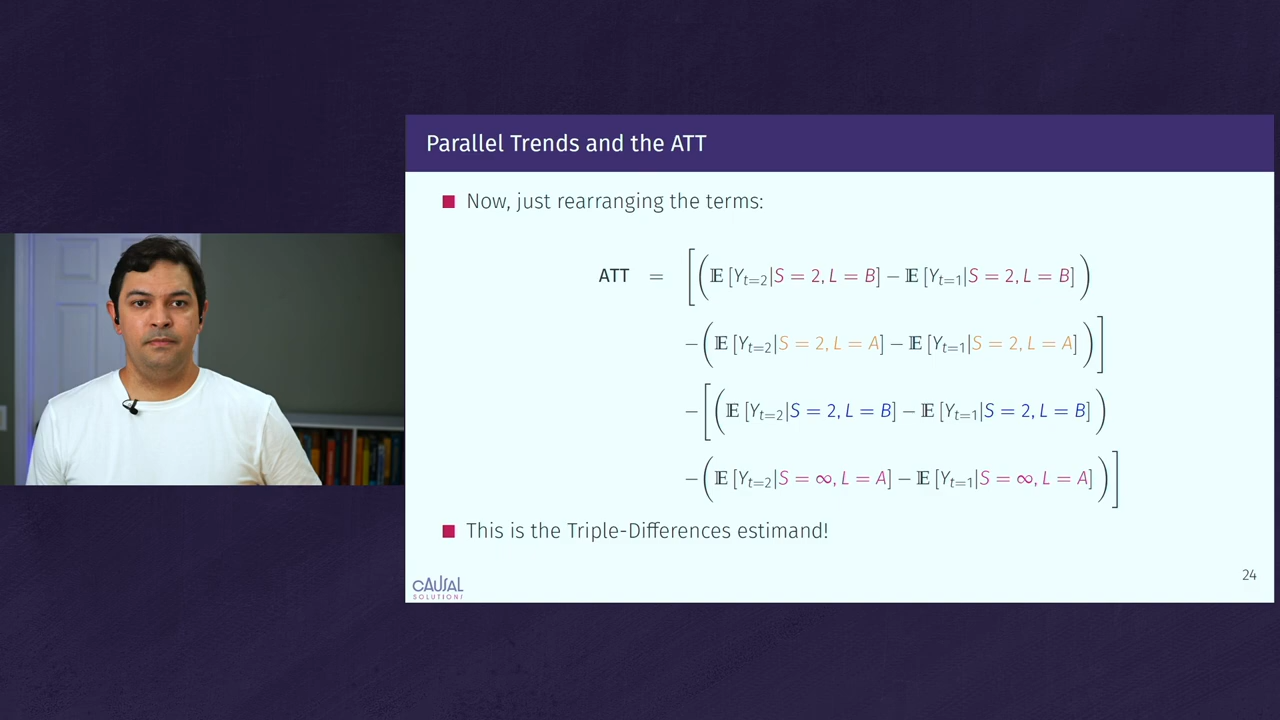 Parallel Trends and the ATT
Now, just rearranging the terms:
ATT = [(𝔼 [Y_{t=2}|S = 2, L = B] − 𝔼 [Y_{t=1}|S = 2, L = B])
−(𝔼 [Y_{t=2}|S = 2, L = A] − 𝔼 [Y_{t=1}|S = 2, L = A])]
−[(𝔼 [Y_{t=2}|S = 2, L = B] − 𝔼 [Y_{t=1}|S = 2, L = B])
−(𝔼 [Y_{t=2}|S = ∞, L = A] − 𝔼 [Y_{t=1}|S = ∞, L = A])]
This is the Triple-Differences estimand!
CAUSAL
SOLUTIONS
24